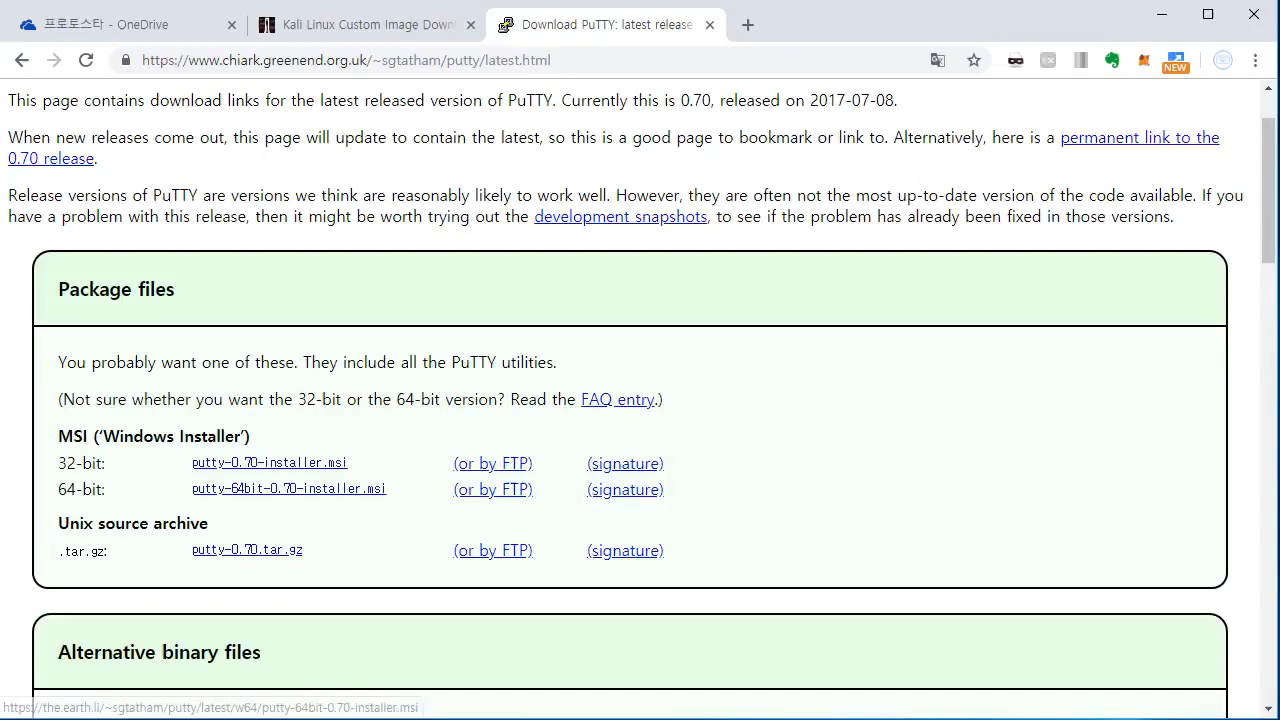 프로토스타 - OneDrive
Kali Linux Custom Image Down
Download PuTTY: latest release
https://www.chiark.greenend.org.uk/~sgtatham/putty/latest.html
NEW
This page contains download links for the latest released version of PuTTY. Currently this is 0.70, released on 2017-07-08.
When new releases come out, this page will update to contain the latest, so this is a good page to bookmark or link to. Alternatively, here is a permanent link to the
0.70 release.
Release versions of PuTTY are versions we think are reasonably likely to work well. However, they are often not the most up-to-date version of the code available. If you
have a problem with this release, then it might be worth trying out the development snapshots, to see if the problem has already been fixed in those versions.
Package files
You probably want one of these. They include all the PuTTY utilities.
(Not sure whether you want the 32-bit or the 64-bit version? Read the FAQ entry.)
MSI (‘Windows Installer’)
32-bit: putty-0.70-installer.msi (or by FTP) (signature)
64-bit: putty-64bit-0.70-installer.msi (or by FTP) (signature)
Unix source archive
.tar.gz: putty-0.70.tar.gz (or by FTP) (signature)
Alternative binary files
https://the.earth.li/~sgtatham/putty/latest/w64/putty-64bit-0.70-installer.msi